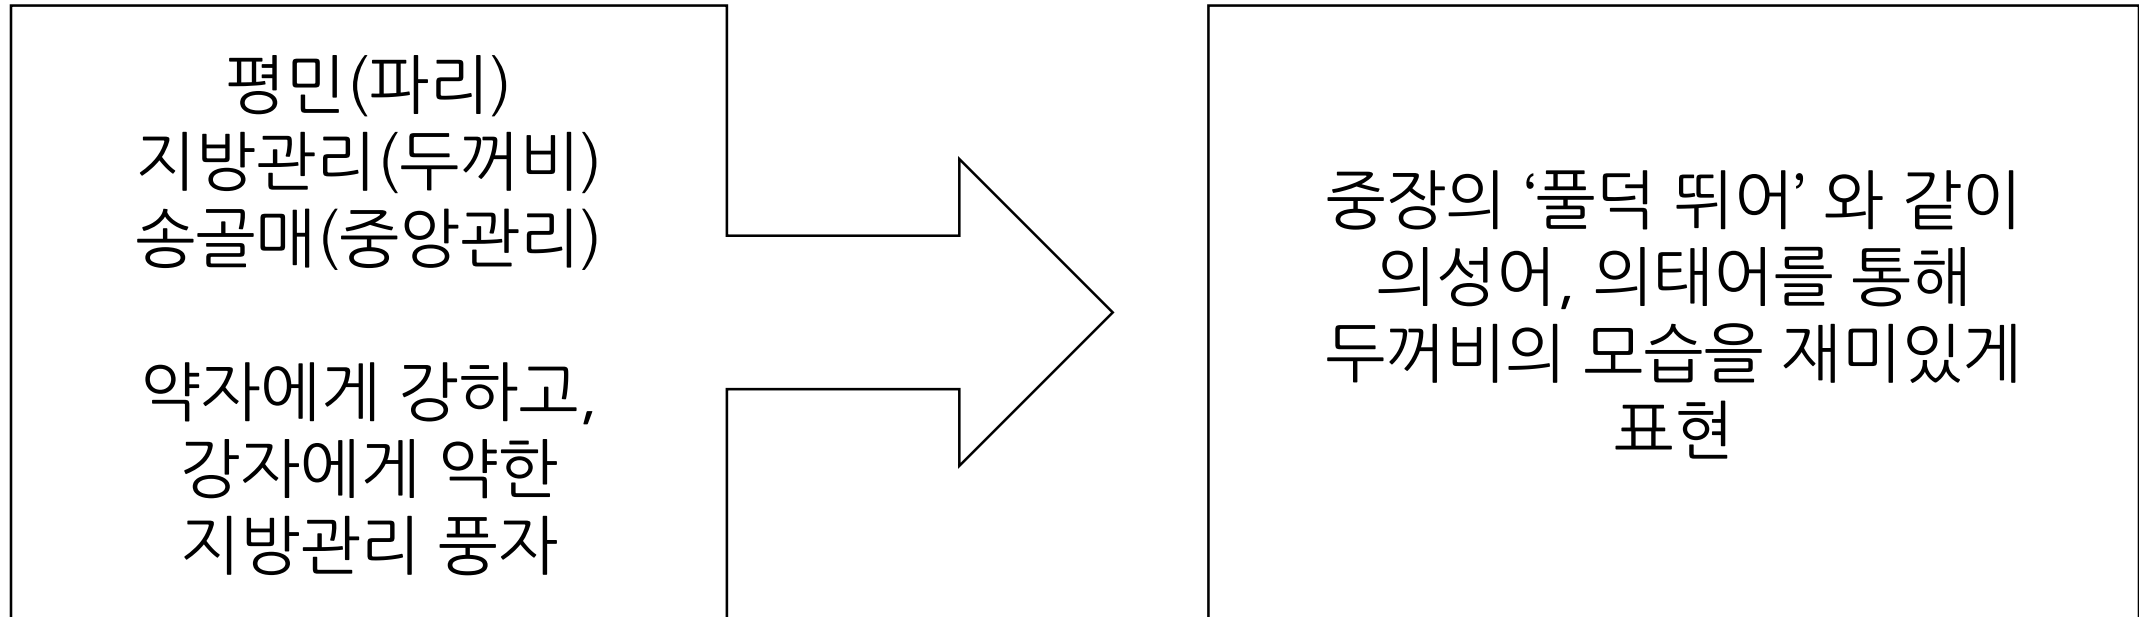 평민(파리)
지방관리(두꺼비)
송골매(중앙관리)
약자에게 강하고,
강자에게 약한
지방관리 풍자
중장의 ‘풀덕 뛰어’ 와 같이
의성어, 의태어를 통해
두꺼비의 모습을 재미있게
표현